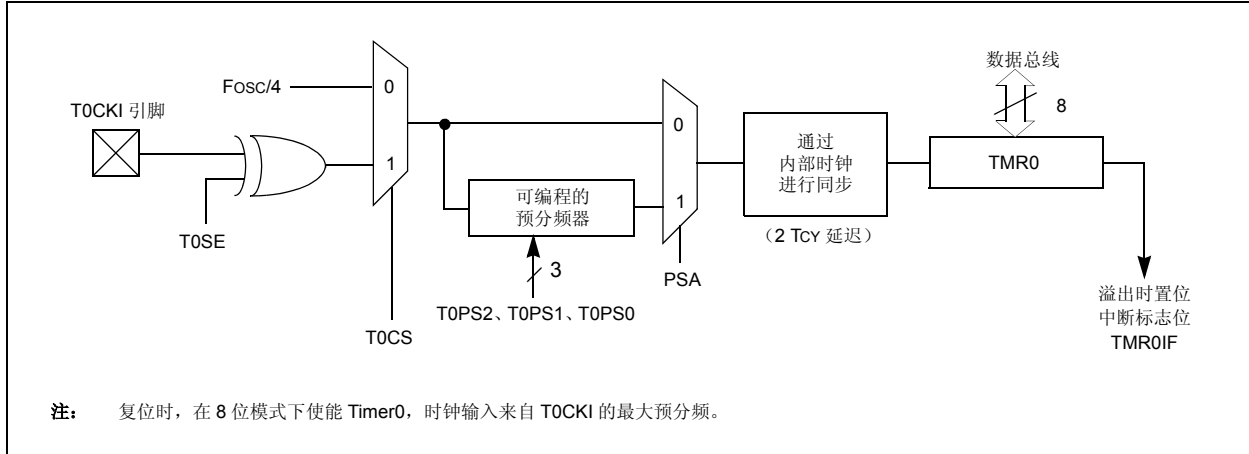 数据总线
8
FOSC/4
T0CKI 引脚
0
1
T0SE
T0CS
可编程的
预分频器
3
T0PS2、T0PS1、T0PS0
0
1
PSA
通过
内部时钟
进行同步
（2 TCY 延迟）
TMR0
溢出时置位
中断标志位
TMR0IF
注： 复位时，在 8 位模式下使能 Timer0，时钟输入来自 T0CKI 的最大预分频。